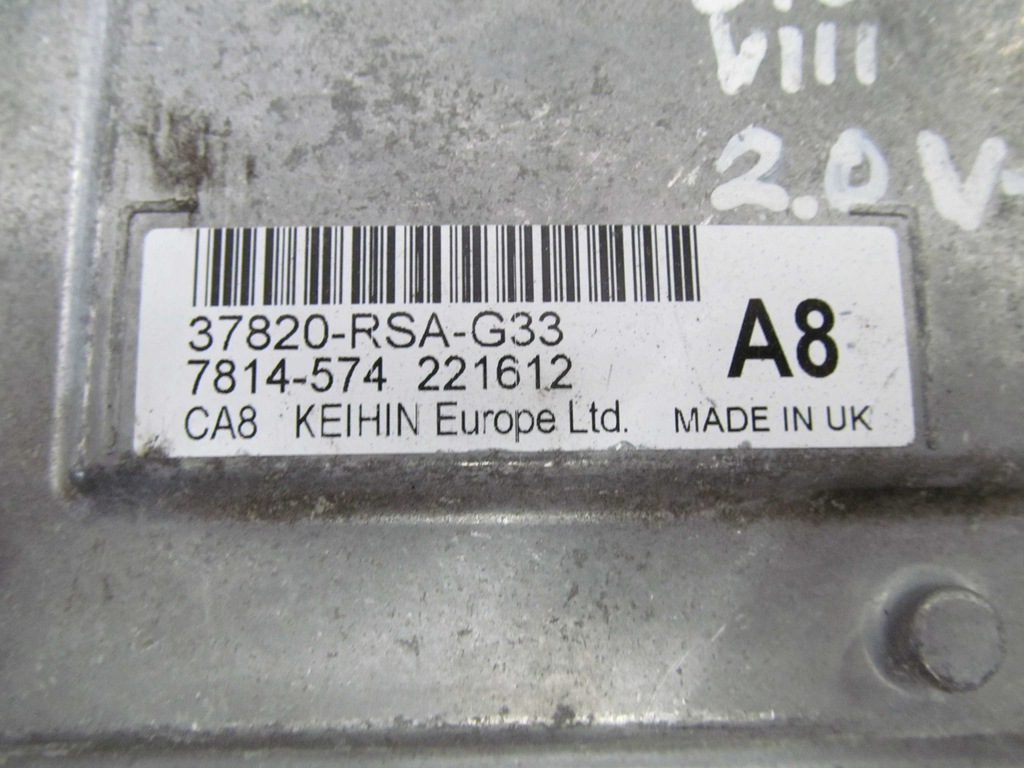 VIII
2.0 V-
37820-RSA-G33
7814-574 221612
A8
CA8 KEIHIN Europe Ltd. MADE IN UK